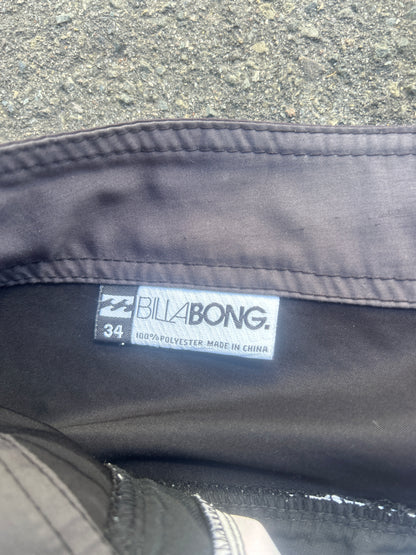 BILLABONG.
34
100% POLYESTER MADE IN CHINA